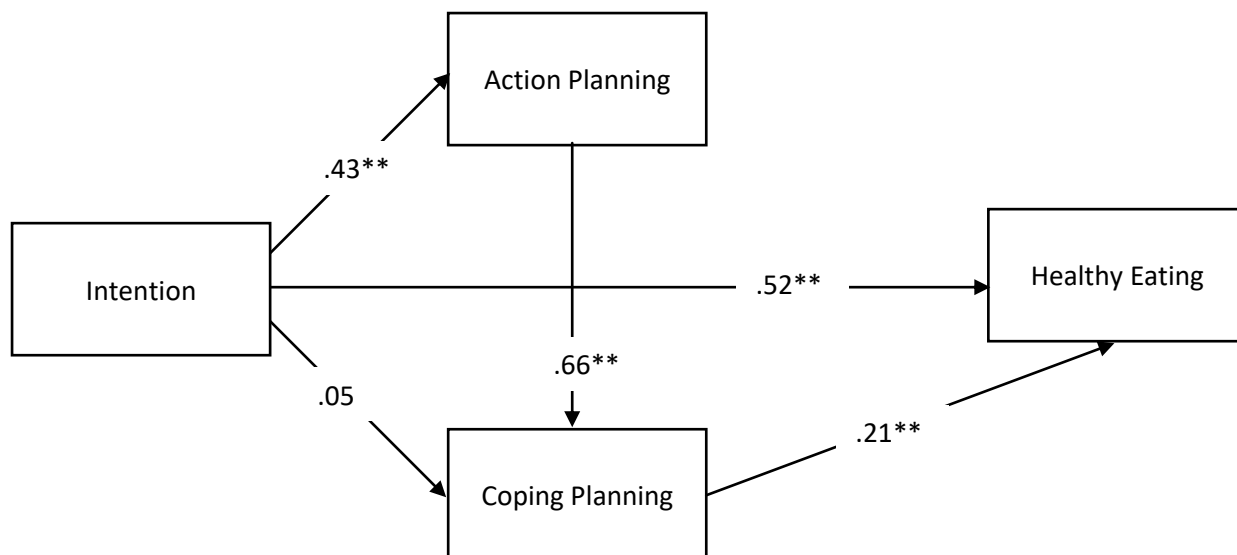 Action Planning
.43**
Intention
.52**
Healthy Eating
.66**
.05
.21**
Coping Planning